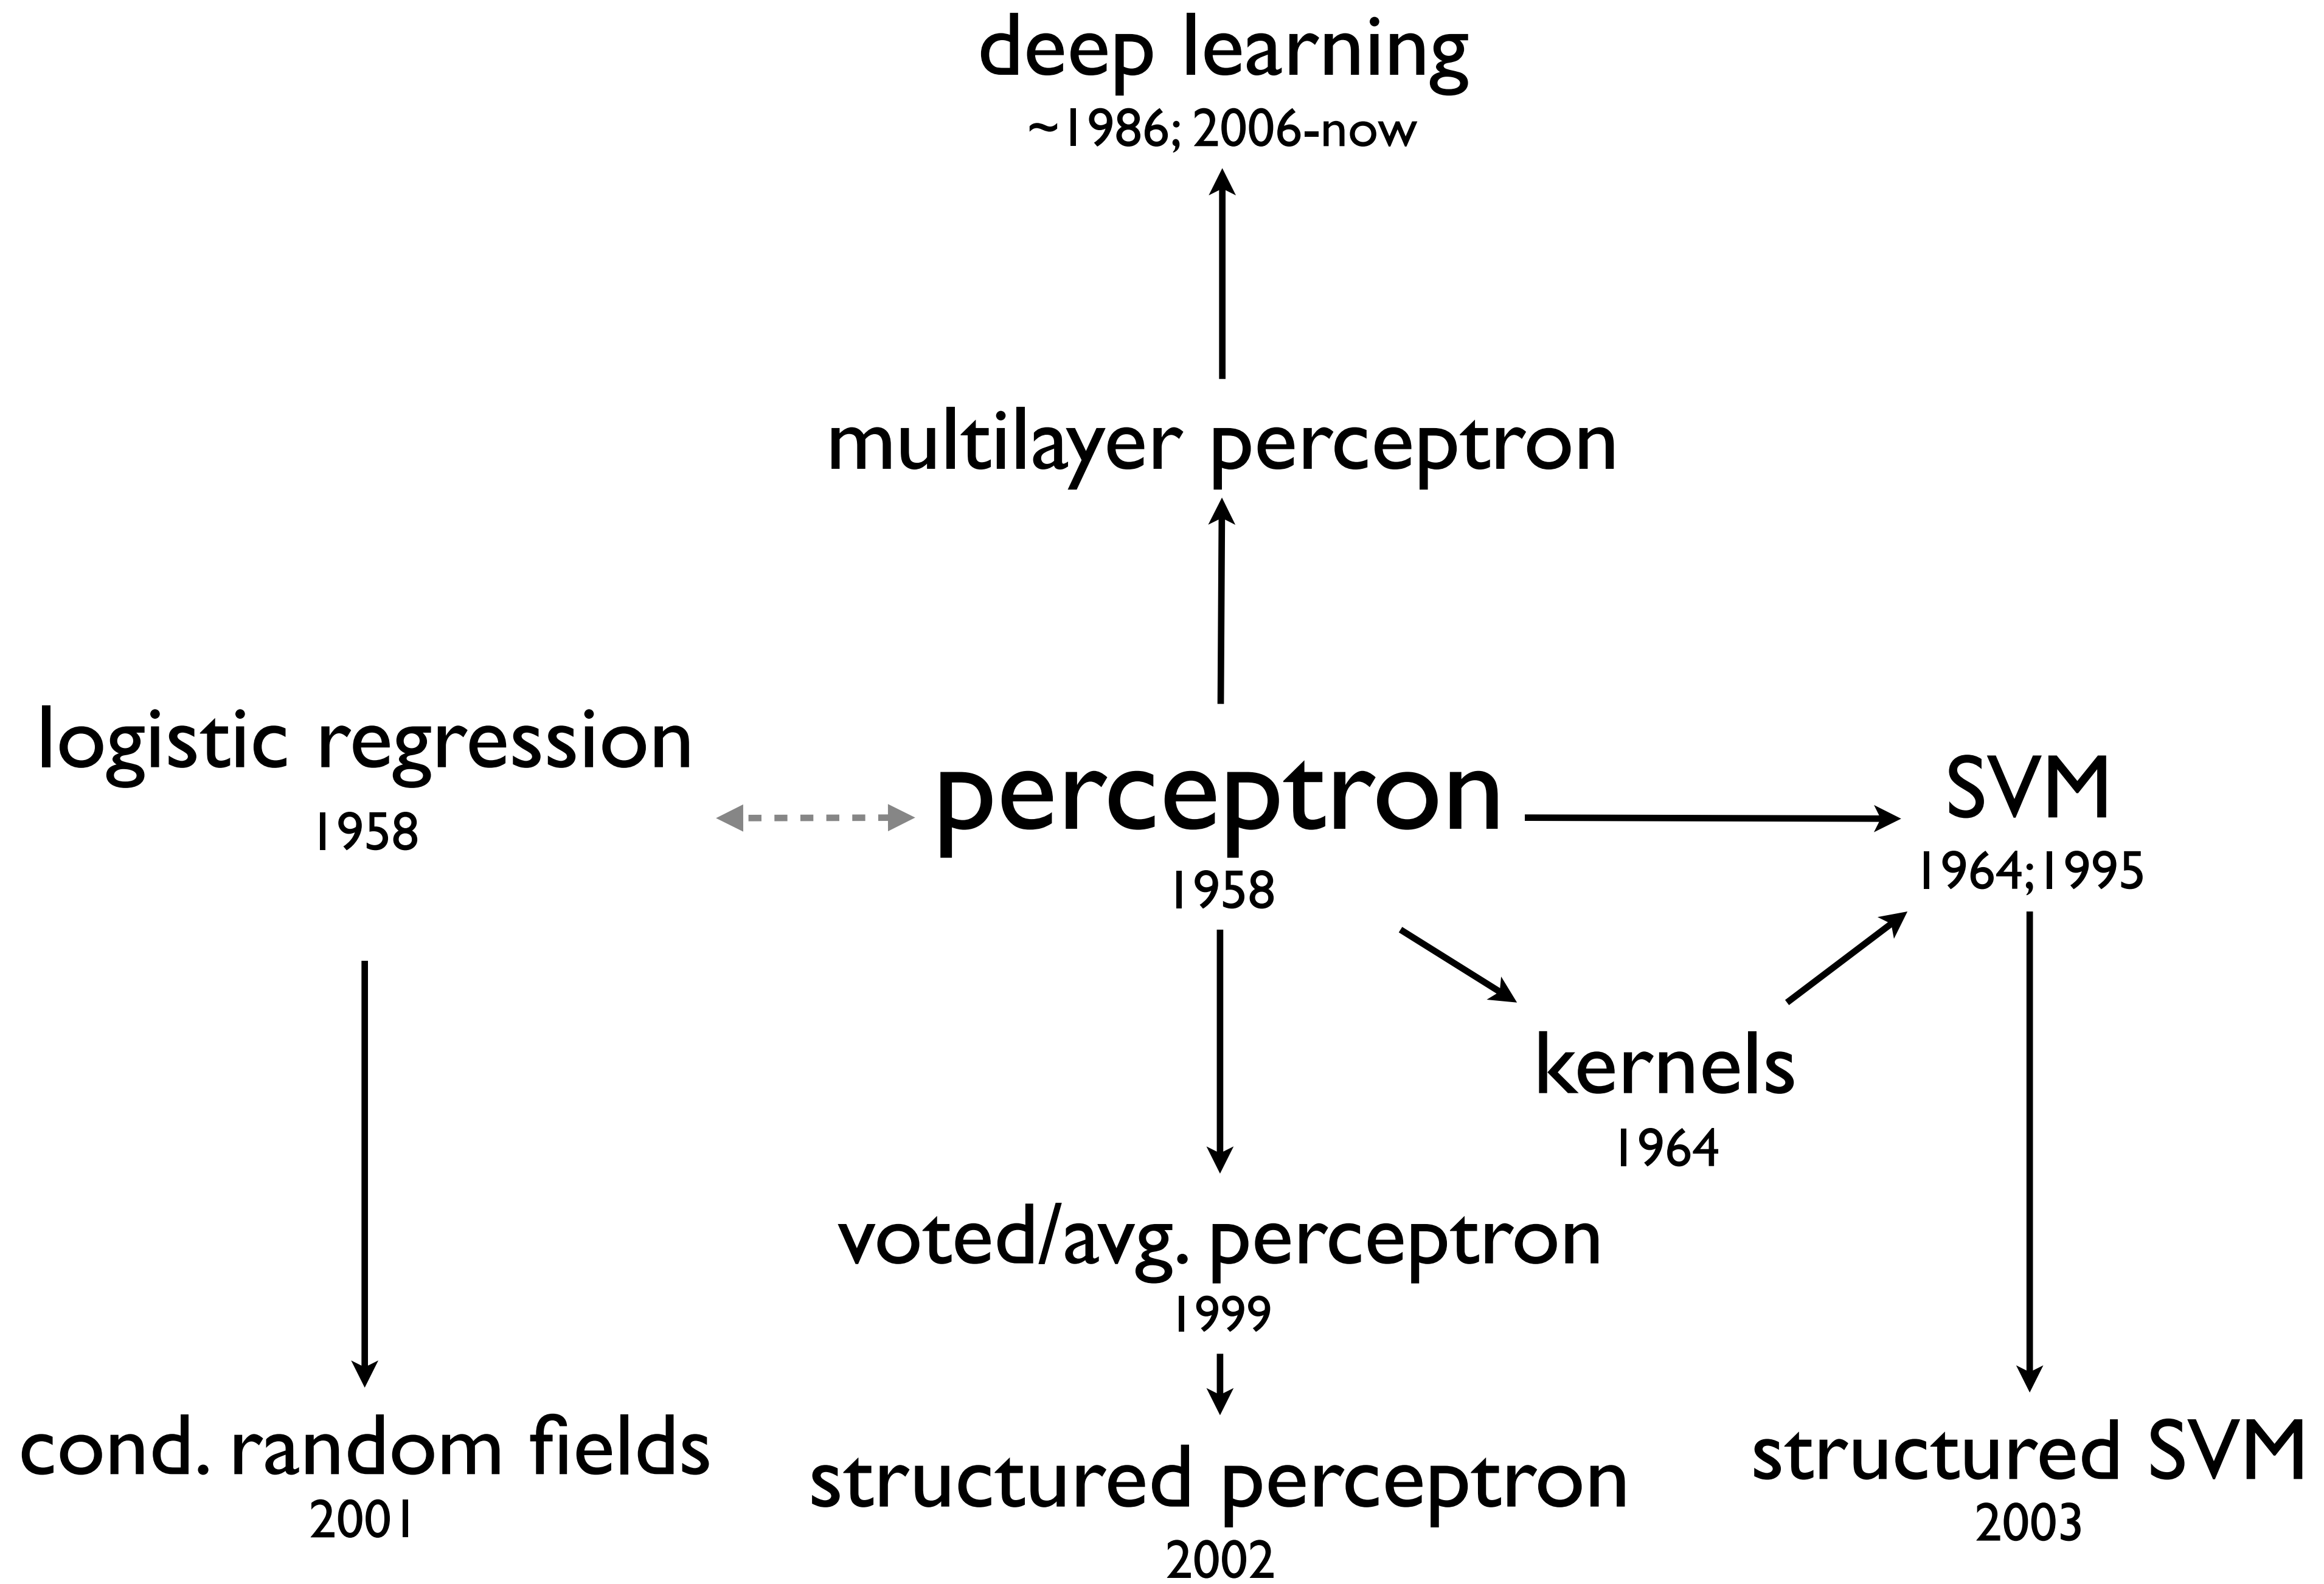 deep learning
~1986; 2006-now
multilayer perceptron
logistic regression
1958
perceptron
1958
SVM
1964;1995
kernels
1964
voted/avg. perceptron
1999
cond. random fields
2001
structured perceptron
2002
structured SVM
2003